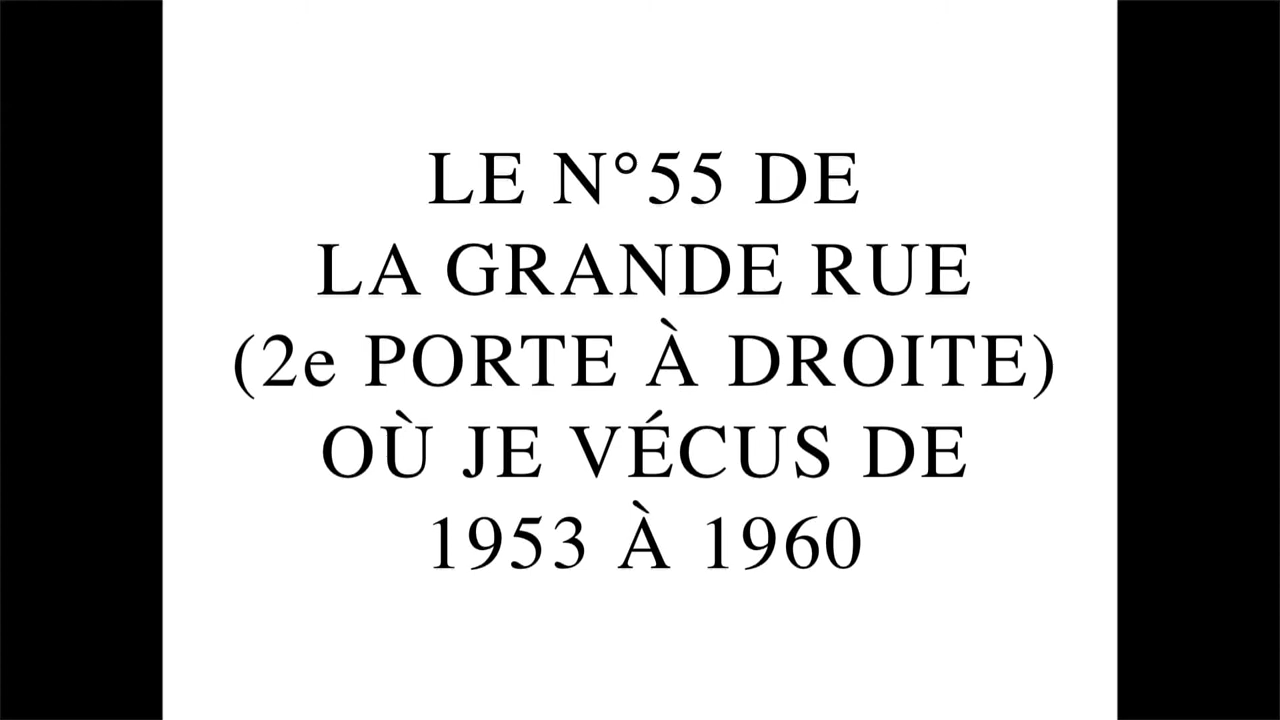 LE N°55 DE
LA GRANDE RUE
(2e PORTE À DROITE)
OÙ JE VÉCUS DE
1953 À 1960